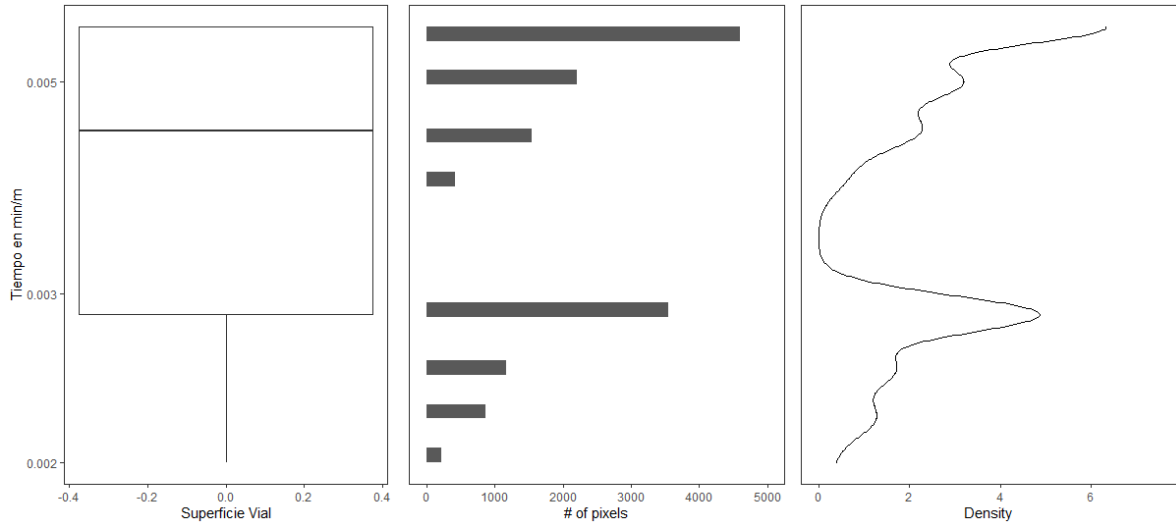 Tiempo en min/m
0.005
0.003
0.002
-0.4 -0.2 0.0 0.2 0.4
Superficie Vial
0 1000 2000 3000 4000 5000
# of pixels
0 2 4 6
Density